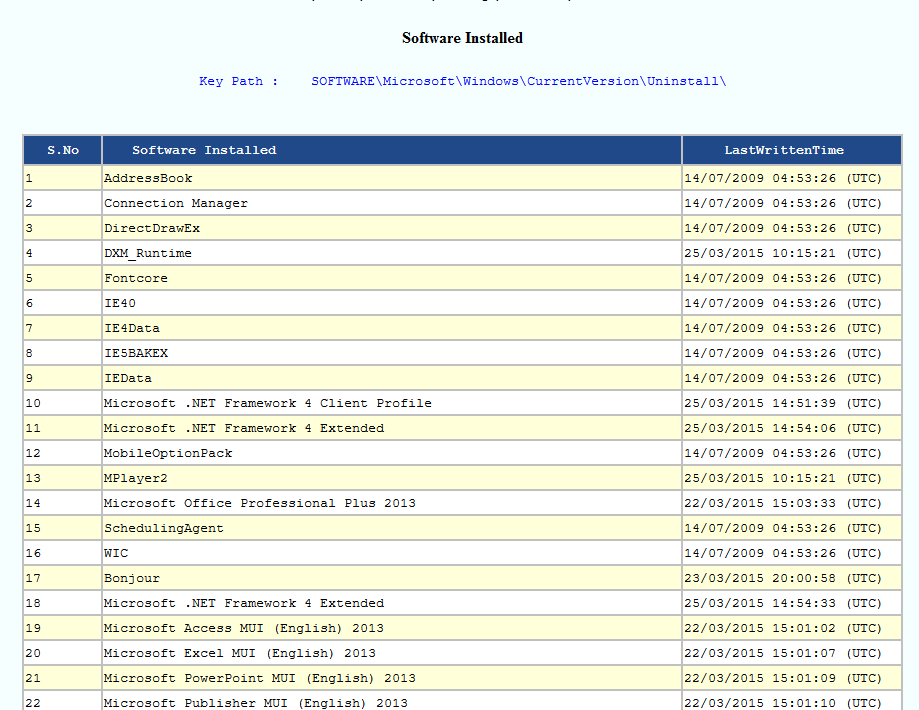 Software Installed
Key Path : SOFTWARE\Microsoft\Windows\CurrentVersion\Uninstall\
S.No Software Installed LastWrittenTime
1 AddressBook 14/07/2009 04:53:26 (UTC)
2 Connection Manager 14/07/2009 04:53:26 (UTC)
3 DirectDrawEx 14/07/2009 04:53:26 (UTC)
4 DXM_Runtime 25/03/2015 10:15:21 (UTC)
5 Fontcore 14/07/2009 04:53:26 (UTC)
6 IE40 14/07/2009 04:53:26 (UTC)
7 IE4Data 14/07/2009 04:53:26 (UTC)
8 IE5BAKEX 14/07/2009 04:53:26 (UTC)
9 IEData 14/07/2009 04:53:26 (UTC)
10 Microsoft .NET Framework 4 Client Profile 25/03/2015 14:51:39 (UTC)
11 Microsoft .NET Framework 4 Extended 25/03/2015 14:54:06 (UTC)
12 MobileOptionPack 14/07/2009 04:53:26 (UTC)
13 MPlayer2 25/03/2015 10:15:21 (UTC)
14 Microsoft Office Professional Plus 2013 22/03/2015 15:03:33 (UTC)
15 SchedulingAgent 14/07/2009 04:53:26 (UTC)
16 WIC 14/07/2009 04:53:26 (UTC)
17 Bonjour 23/03/2015 20:00:58 (UTC)
18 Microsoft .NET Framework 4 Extended 25/03/2015 14:54:33 (UTC)
19 Microsoft Access MUI (English) 2013 22/03/2015 15:01:02 (UTC)
20 Microsoft Excel MUI (English) 2013 22/03/2015 15:01:07 (UTC)
21 Microsoft PowerPoint MUI (English) 2013 22/03/2015 15:01:09 (UTC)
22 Microsoft Publisher MUI (English) 2013 22/03/2015 15:01:10 (UTC)